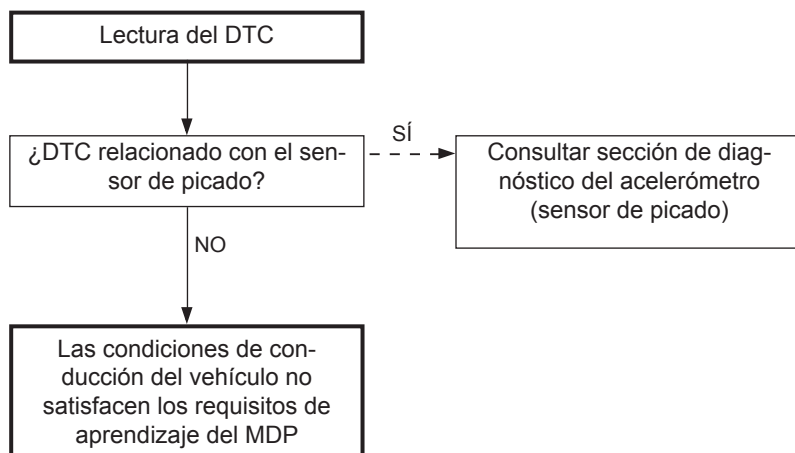 Lectura del DTC
SÍ
¿DTC relacionado con el sen-
sor de picado?
Consultar sección de diag-
nóstico del acelerómetro
(sensor de picado)
NO
Las condiciones de con-
ducción del vehículo no
satisfacen los requisitos de
aprendizaje del MDP